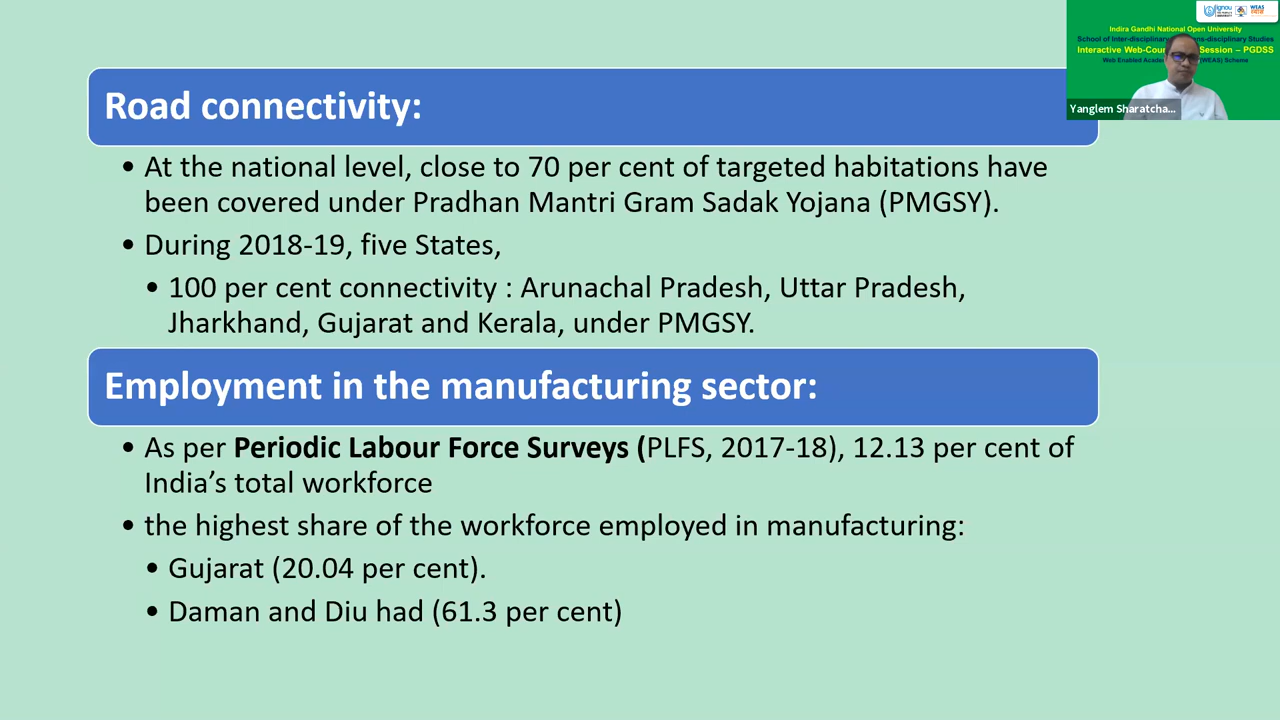 ignou
WEAS
Indira Gandhi National Open University
School of Inter-disciplinary
ns-disciplinary Studies
Interactive Web-Coun
Session – PGDSS
Web Enabled Acade
(WEAS) Scheme
Yanglem Sharatcha...
Road connectivity:
• At the national level, close to 70 per cent of targeted habitations have
been covered under Pradhan Mantri Gram Sadak Yojana (PMGSY).
• During 2018-19, five States,
• 100 per cent connectivity : Arunachal Pradesh, Uttar Pradesh,
Jharkhand, Gujarat and Kerala, under PMGSY.
Employment in the manufacturing sector:
• As per Periodic Labour Force Surveys (PLFS, 2017-18), 12.13 per cent of
India’s total workforce
• the highest share of the workforce employed in manufacturing:
• Gujarat (20.04 per cent).
• Daman and Diu had (61.3 per cent)